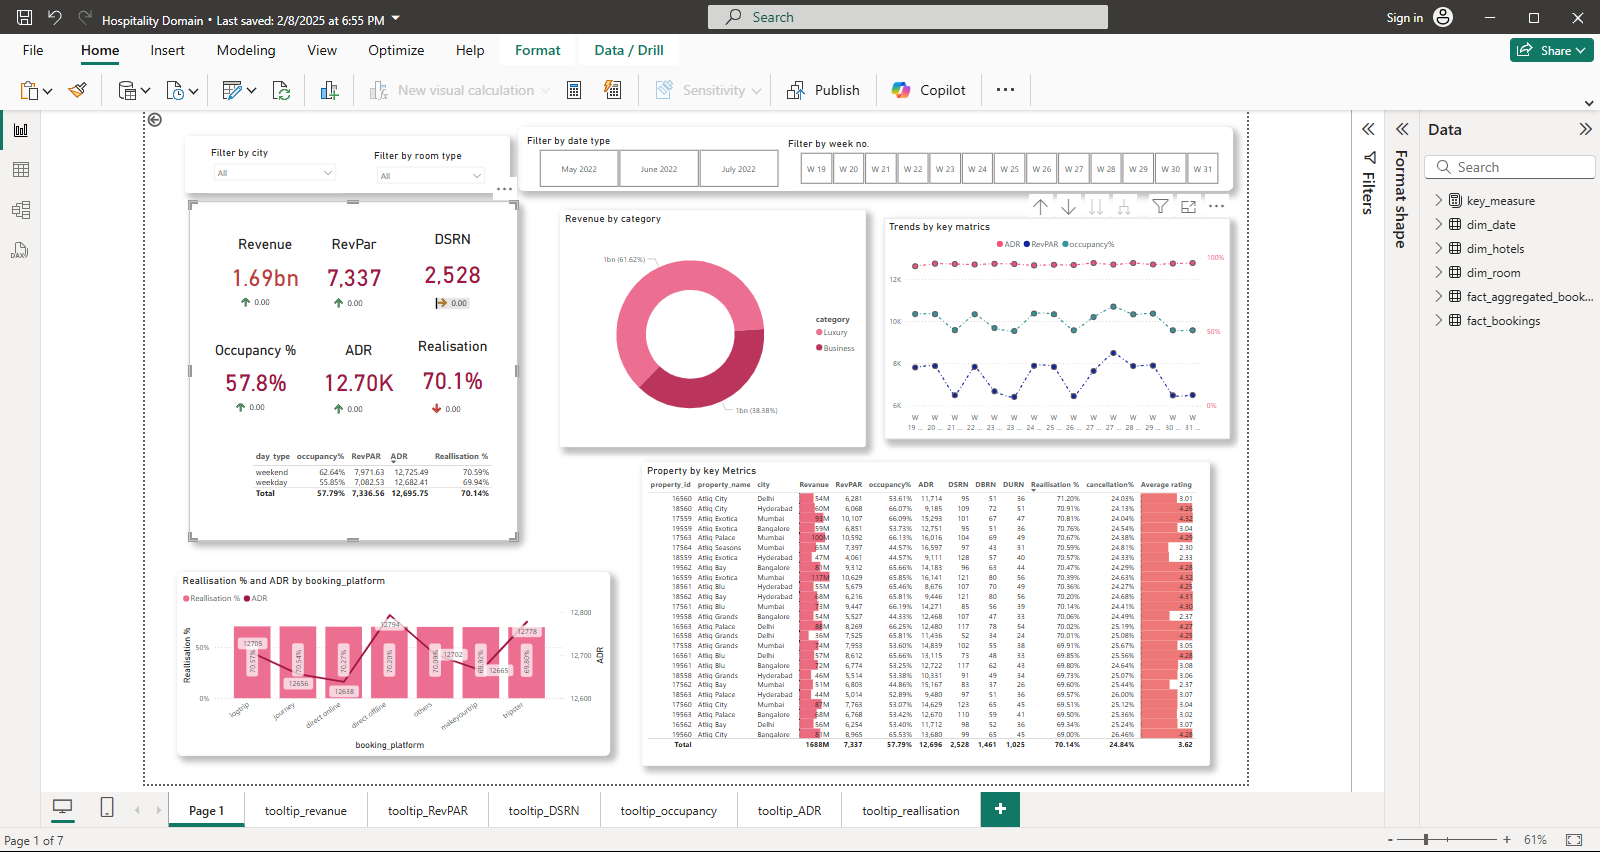 Hospitality Domain • Last saved: 2/8/2025 at 6:55 PM
Search
Sign in
File Home Insert Modeling View Optimize Help Format Data / Drill
Share
New visual calculation
Sensitivity
Publish
Copilot
Filter by city
All
Filter by room type
All
Filter by date type
May 2022 June 2022 July 2022
Filter by week no.
W 19 W 20 W 21 W 22 W 23 W 24 W 25 W 26 W 27 W 28 W 29 W 30 W 31
Revenue RevPar DSRN
1.69bn 7,337 2,528
0.00 0.00 0.00
Occupancy % ADR Realisation
57.8% 12.70K 70.1%
0.00 0.00 0.00
day_type occupancy% RevPAR ADR Reallisation %
weekend 62.64% 7,971.63 12,725.49 70.59%
weekday 55.85% 7,082.53 12,682.41 69.94%
Total 57.79% 7,336.56 12,695.75 70.14%
Revenue by category
1bn (61.62%)
1bn (38.38%)
category
Luxury
Business
Trends by key matrics
ADR RevPAR occupancy%
12K
10K
8K
6K
100%
50%
0%
W W W W W W W W W W W W W W
19 ... 20 ... 21 ... 22 ... 23 ... 23 ... 24 ... 25 ... 26 ... 27 ... 27 ... 28 ... 29 ... 30 ... 31 ...
Reallisation % and ADR by booking_platform
Reallisation % ADR
Reallisation %
50%
0%
12705 12656 12638 12794 12702 12665 12778
70.54% 70.27% 70.29% 70.09% 69.92% 69.80%
12,800
12,700
12,600
ADR
logtrip journey direct online direct offline others makeyourtrip tripster
booking_platform
Property by key Metrics
property_id property_name city Revanue RevPAR occupancy% ADR DSRN DBRN DURN Reallisation % cancellation% Average rating
16560 Atliq City Delhi 54M 6,281 53.61% 11,714 95 51 36 71.20% 24.03% 3.01
18560 Atliq City Hyderabad 60M 6,068 66.07% 9,185 109 72 51 70.91% 24.13% 4.26
17559 Atliq Exotica Mumbai 93M 10,107 66.09% 15,293 101 67 47 70.81% 24.04% 4.32
19559 Atliq Exotica Bangalore 59M 6,851 53.73% 12,751 95 51 36 70.76% 24.54% 3.04
17563 Atliq Palace Mumbai 100M 10,592 66.13% 16,016 104 69 49 70.67% 24.38% 4.29
17564 Atliq Seasons Mumbai 65M 7,397 44.57% 16,597 97 43 31 70.59% 24.81% 2.30
18559 Atliq Exotica Hyderabad 47M 4,061 44.57% 9,111 128 57 40 70.57% 24.33% 2.33
19562 Atliq Bay Bangalore 81M 9,312 65.66% 14,183 96 63 44 70.47% 24.29% 4.28
16559 Atliq Exotica Mumbai 117M 10,629 65.85% 16,141 121 80 56 70.39% 24.63% 4.32
18561 Atliq Blu Hyderabad 55M 5,679 65.46% 8,676 107 70 49 70.36% 24.27% 4.25
18562 Atliq Bay Hyderabad 68M 6,216 65.81% 9,446 121 80 56 70.20% 24.68% 4.31
17561 Atliq Blu Mumbai 73M 9,447 66.19% 14,271 85 56 39 70.14% 24.41% 4.30
19558 Atliq Grands Bangalore 54M 5,527 44.33% 12,468 107 47 33 70.06% 24.49% 2.37
16563 Atliq Palace Delhi 88M 8,269 66.25% 12,480 117 78 54 70.02% 25.19% 4.27
16558 Atliq Grands Delhi 36M 7,525 65.81% 11,436 52 34 24 70.01% 25.08% 4.25
17558 Atliq Grands Mumbai 74M 7,953 53.60% 14,839 102 55 38 69.91% 25.67% 3.05
16561 Atliq Blu Delhi 57M 8,612 65.66% 13,115 73 48 33 69.85% 25.56% 4.28
19561 Atliq Blu Bangalore 72M 6,774 53.25% 12,722 117 62 43 69.80% 24.64% 3.08
18558 Atliq Grands Hyderabad 46M 5,514 53.38% 10,331 91 49 34 69.73% 25.07% 3.06
17562 Atliq Bay Mumbai 51M 6,803 44.86% 15,167 83 37 26 69.60% 25.44% 2.37
18563 Atliq Palace Hyderabad 44M 5,014 52.89% 9,480 97 51 36 69.57% 26.00% 3.07
17560 Atliq City Mumbai 87M 7,763 53.07% 14,629 123 65 45 69.51% 25.12% 3.04
19563 Atliq Palace Bangalore 68M 6,768 53.42% 12,670 110 59 41 69.50% 25.36% 3.02
16562 Atliq Bay Delhi 56M 6,254 53.40% 11,712 98 52 36 69.34% 25.24% 3.07
19560 Atliq City Bangalore 81M 8,965 65.53% 13,680 99 65 45 69.00% 26.46% 4.26
Total 1688M 7,337 57.79% 12,696 2,528 1,461 1,025 70.14% 24.84% 3.62
Filters
Format shape
Data
Search
key_measure
dim_date
dim_hotels
dim_room
fact_aggregated_book...
fact_bookings
Page 1 tooltip_revanue tooltip_RevPAR tooltip_DSRN tooltip_occupancy tooltip_ADR tooltip_reallisation
Page 1 of 7
61%